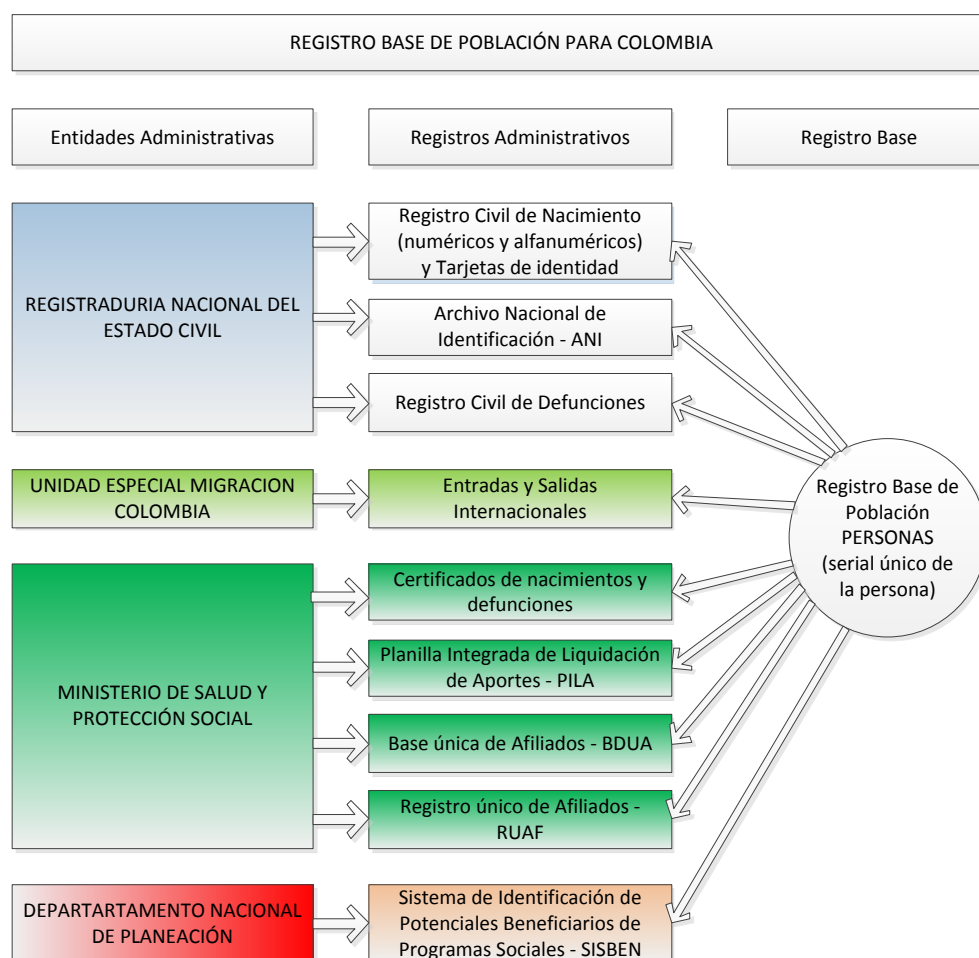 REGISTRO BASE DE POBLACIÓN PARA COLOMBIA
Entidades Administrativas
Registros Administrativos
Registro Base
REGISTRADURIA NACIONAL DEL
ESTADO CIVIL
Registro Civil de Nacimiento
(numéricos y alfanuméricos)
y Tarjetas de identidad
Archivo Nacional de
Identificación - ANI
Registro Civil de Defunciones
UNIDAD ESPECIAL MIGRACION
COLOMBIA
Entradas y Salidas
Internacionales
Registro Base de
Población
PERSONAS
(serial único de
la persona)
MINISTERIO DE SALUD Y
PROTECCIÓN SOCIAL
Certificados de nacimientos y
defunciones
Planilla Integrada de Liquidación
de Aportes - PILA
Base única de Afiliados - BDUA
Registro único de Afiliados -
RUAF
DEPARTARTAMENTO NACIONAL
DE PLANEACIÓN
Sistema de Identificación de
Potenciales Beneficiarios de
Programas Sociales - SISBEN